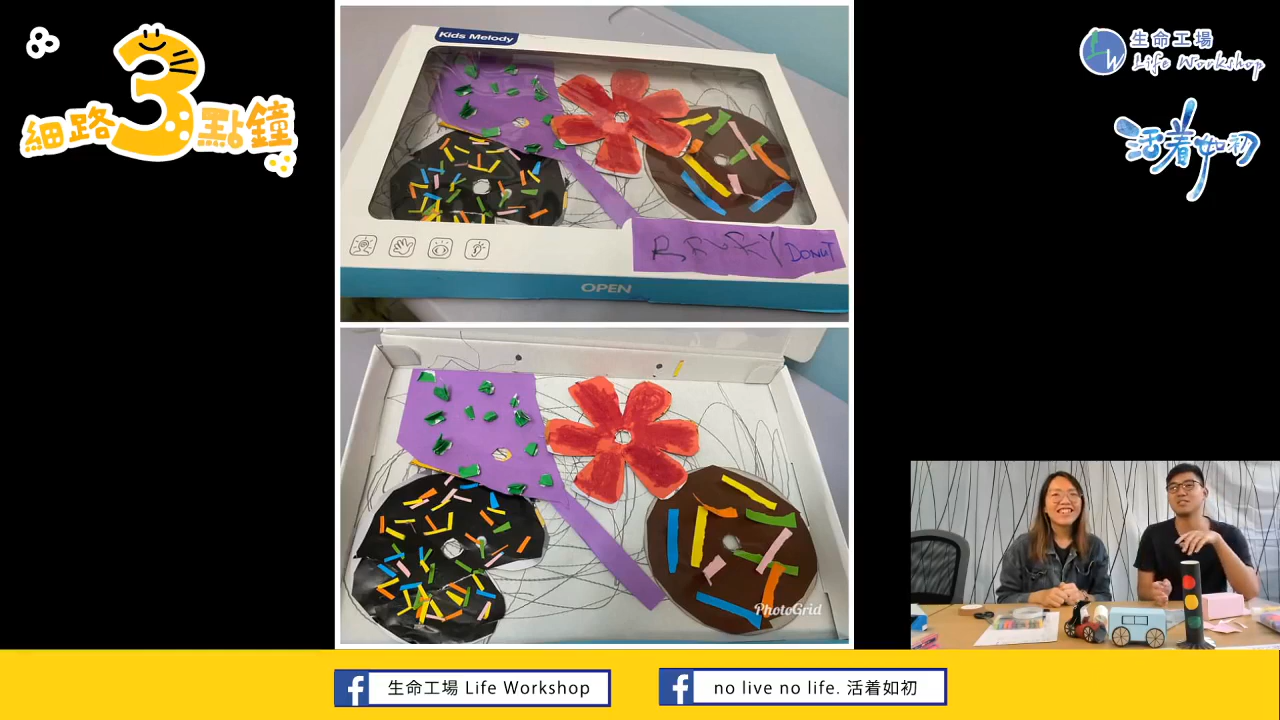 細路3點鐘
生命工場
Life Workshop
活着如初
Kids Melody
DONUT
OPEN
PhotoGrid
生命工場 Life Workshop
no live no life. 活着如初